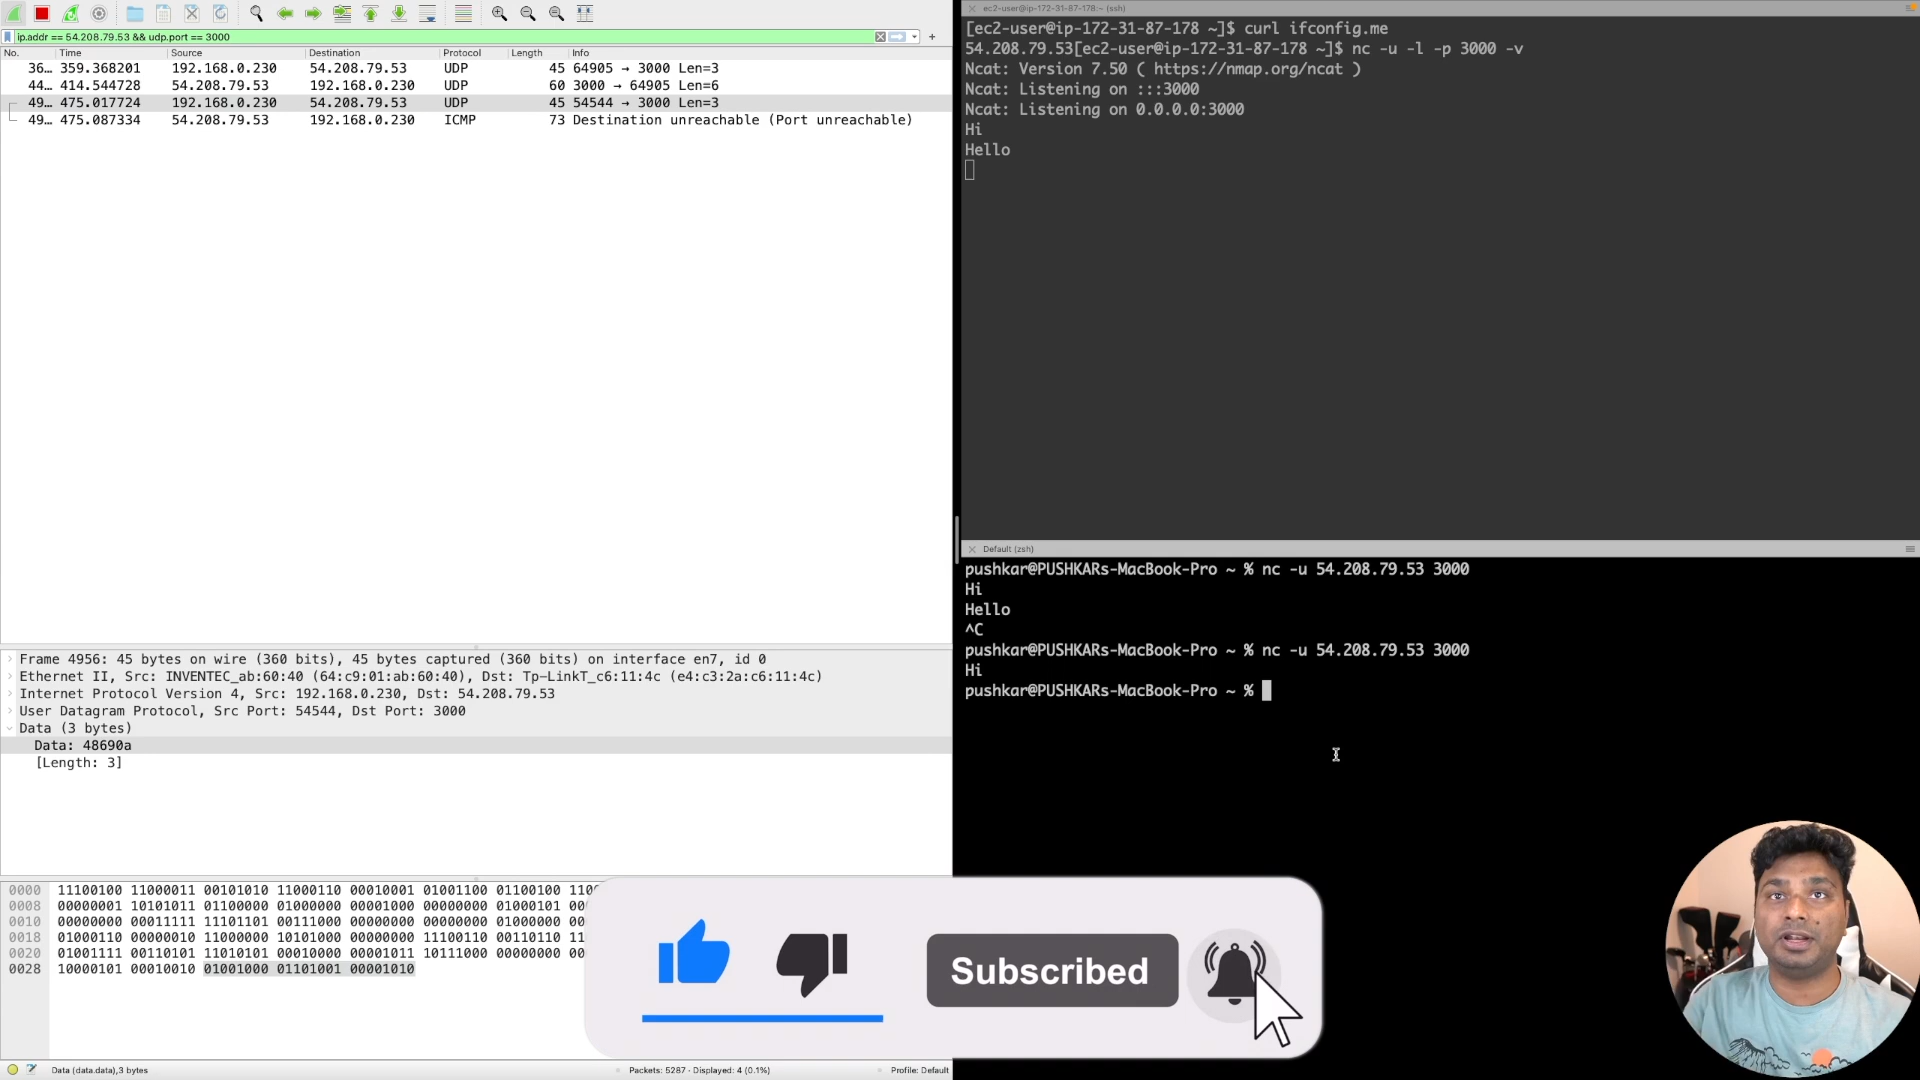 ip.addr == 54.208.79.53 && udp.port == 3000
No. Time Source Destination Protocol Length Info
36… 359.368201 192.168.0.230 54.208.79.53 UDP 45 64905 → 3000 Len=3
44… 414.544728 54.208.79.53 192.168.0.230 UDP 60 3000 → 64905 Len=6
49… 475.017724 192.168.0.230 54.208.79.53 UDP 45 54544 → 3000 Len=3
49… 475.087334 54.208.79.53 192.168.0.230 ICMP 73 Destination unreachable (Port unreachable)
Frame 4956: 45 bytes on wire (360 bits), 45 bytes captured (360 bits) on interface en7, id 0
Ethernet II, Src: INVENTEC_ab:60:40 (64:c9:01:ab:60:40), Dst: Tp-LinkT_c6:11:4c (e4:c3:2a:c6:11:4c)
Internet Protocol Version 4, Src: 192.168.0.230, Dst: 54.208.79.53
User Datagram Protocol, Src Port: 54544, Dst Port: 3000
Data (3 bytes)
Data: 48690a
[Length: 3]
0000 11100100 11000011 00101010 11000110 00010001 01001100 01100100 110
0008 00000001 10101011 01100000 01000000 00001000 00000000 01000101 00
0010 00000000 00011111 11101101 00111000 00000000 00000000 01000000 00
0018 01000110 00000010 11000000 10101000 00000000 11100110 00110110 11
0020 01001111 00110101 11010101 00010000 00001011 10111000 00000000 00
0028 10000101 00010010 01001000 01101001 00001010
Data (data.data),3 bytes
Packets: 5287 · Displayed: 4 (0.1%)
Profile: Default
ec2-user@ip-172-31-87-178:~ (ssh)
[ec2-user@ip-172-31-87-178 ~]$ curl ifconfig.me
54.208.79.53[ec2-user@ip-172-31-87-178 ~]$ nc -u -l -p 3000 -v
Ncat: Version 7.50 ( https://nmap.org/ncat )
Ncat: Listening on :::3000
Ncat: Listening on 0.0.0.0:3000
Hi
Hello
Default (zsh)
pushkar@PUSHKARs-MacBook-Pro ~ % nc -u 54.208.79.53 3000
Hi
Hello
^C
pushkar@PUSHKARs-MacBook-Pro ~ % nc -u 54.208.79.53 3000
Hi
pushkar@PUSHKARs-MacBook-Pro ~ %
Subscribed